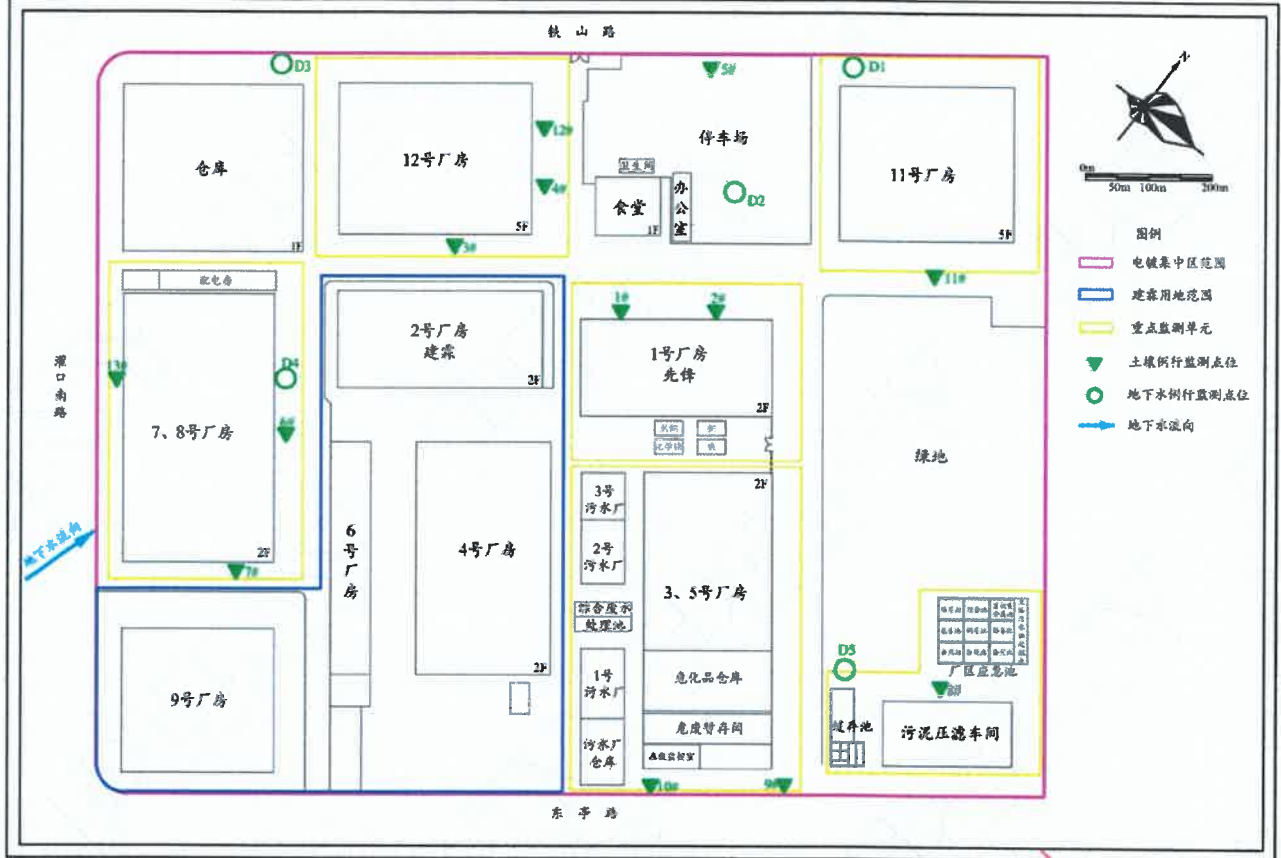 铁山路
D3
5#
D1
N
仓库
12号厂房
12#
4#
停车场
卫生间
食堂
办公室
D2
11号厂房
0m
50m 100m 200m
1F
5F
3#
1F
5F
图例
电镀集中区范围
建霖用地范围
重点监测单元
土壤例行监测点位
地下水例行监测点位
地下水流向
11#
配电房
1#
2#
2号厂房
建霖
2F
1号厂房
先锋
2F
灌口南路
13#
D4
6#
7、8号厂房
2F
7#
化学镍
绿地
3号
污水厂
2号
污水厂
2F
6号厂房
4号厂房
2F
3、5号厂房
综合废水
处理池
地下水流向
9号厂房
1号
污水厂
污水厂
仓库
危化品仓库
危废暂存间
10#
9#
D5
厂区应急池
8#
缓存池
污泥压滤车间
东亭路